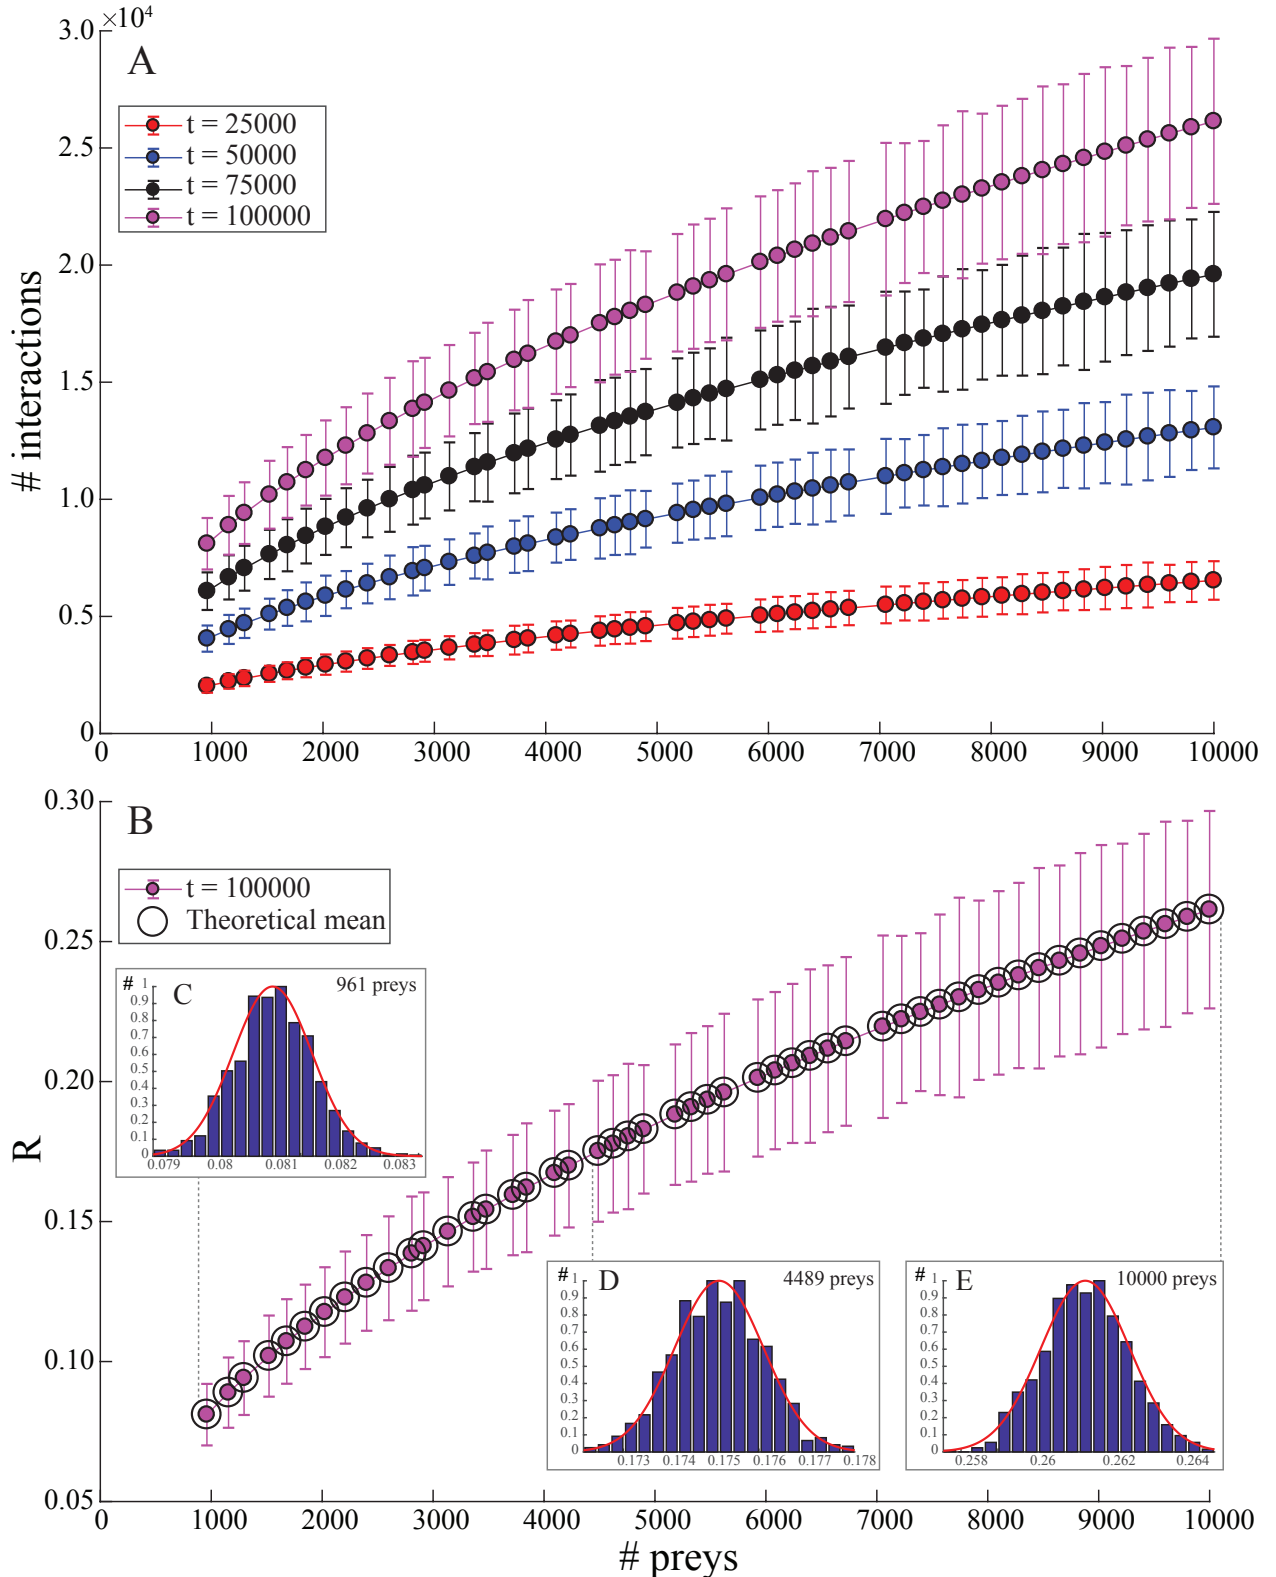 ×10⁴
3.0
A
t = 25000
t = 50000
t = 75000
t = 100000
2.5
2.0
1.5
1.0
0.5
0
# interactions
0 1000 2000 3000 4000 5000 6000 7000 8000 9000 10000
0.30
B
t = 100000
Theoretical mean
0.25
0.20
0.15
0.10
0.05
R
# C 961 preys
1
0.9
0.8
0.7
0.6
0.5
0.4
0.3
0.2
0.1
0
0.079 0.08 0.081 0.082 0.083
# D 4489 preys
1
0.9
0.8
0.7
0.6
0.5
0.4
0.3
0.2
0.1
0
0.173 0.174 0.175 0.176 0.177 0.178
# E 10000 preys
1
0.9
0.8
0.7
0.6
0.5
0.4
0.3
0.2
0.1
0
0.258 0.26 0.262 0.264
0 1000 2000 3000 4000 5000 6000 7000 8000 9000 10000
# preys